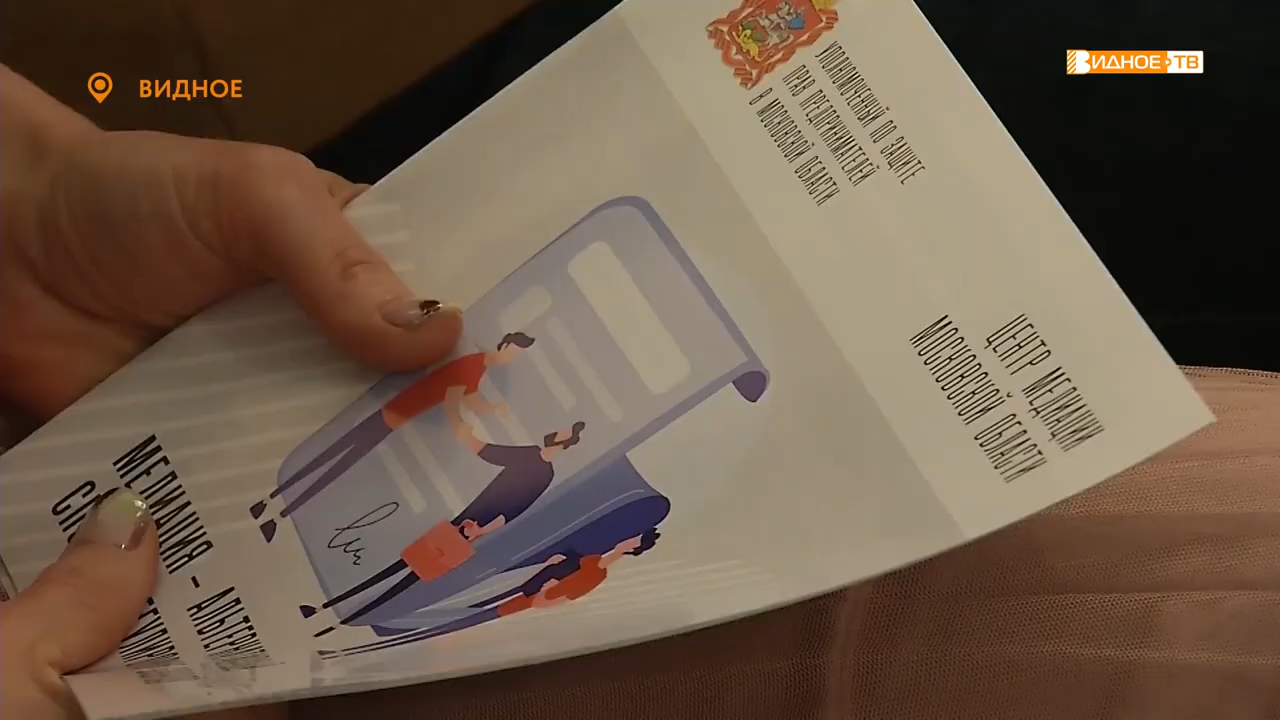 ВИДНОЕ
ВИДНОЕ ТВ
УПОЛНОМОЧЕННЫЙ ПО ЗАЩИТЕ
ПРАВ ПРЕДПРИНИМАТЕЛЕЙ
В МОСКОВСКОЙ ОБЛАСТИ
ЦЕНТР МЕДИАЦИИ
МОСКОВСКОЙ ОБЛАСТИ
МЕДИАЦИЯ –